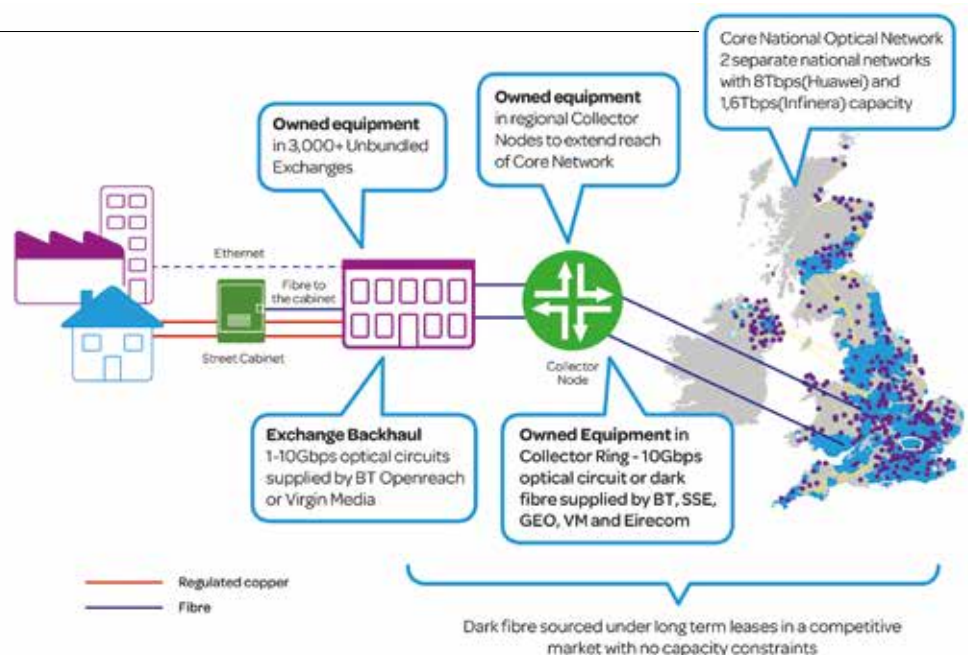 Core National Optical Network
2 separate national networks
with 8Tbps(Huawei) and
1,6Tbps(Infinera) capacity
Owned equipment
in 3,000+ Unbundled
Exchanges
Owned equipment
in regional Collector
Nodes to extend reach
of Core Network
Ethernet
Fibre to
the cabinet
Street Cabinet
Collector
Node
Exchange Backhaul
1-10Gbps optical circuits
supplied by BT Openreach
or Virgin Media
Owned Equipment in
Collector Ring - 10Gbps
optical circuit or dark
fibre supplied by BT, SSE,
GEO, VM and Eirecom
Regulated copper
Fibre
Dark fibre sourced under long term leases in a competitive
market with no capacity constraints